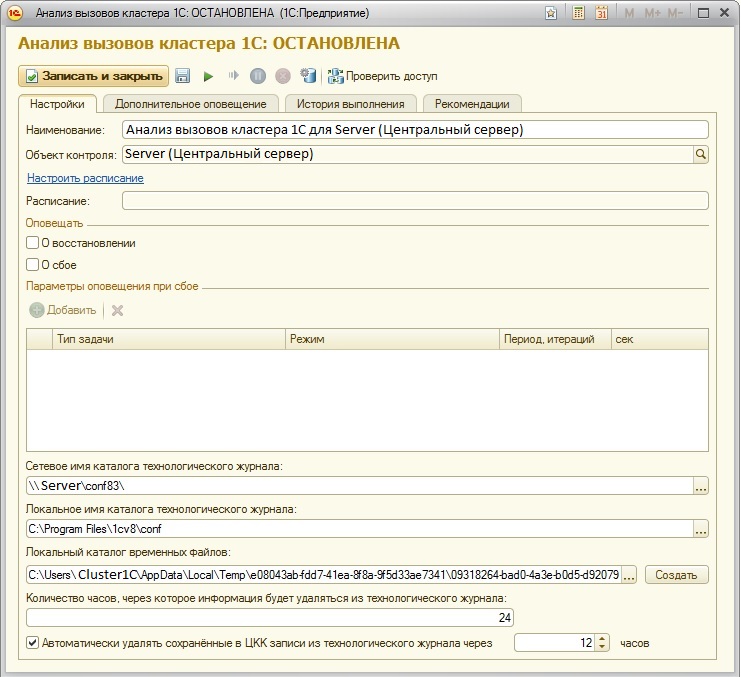 Анализ вызовов кластера 1С: ОСТАНОВЛЕНА (1С:Предприятие)
M M+ M-
Анализ вызовов кластера 1С: ОСТАНОВЛЕНА
Записать и закрыть Проверить доступ
Настройки Дополнительное оповещение История выполнения Рекомендации
Наименование: Анализ вызовов кластера 1С для Server (Центральный сервер)
Объект контроля: Server (Центральный сервер)
Настроить расписание
Расписание:
Оповещать
О восстановлении
О сбое
Параметры оповещения при сбое
Добавить
Тип задачи Режим Период, итераций сек
Сетевое имя каталога технологического журнала:
\\ Server\conf83\
...
Локальное имя каталога технологического журнала:
C:\Program Files\1cv8\conf
...
Локальный каталог временных файлов:
C:\Users\ Cluster1C\AppData\Local\Temp\e08043ab-fdd7-41ea-8f8a-9f5d33ae7341\09318264-bad0-4a3e-b0d5-d92079 ... Создать
Количество часов, через которое информация будет удаляться из технологического журнала:
24
Автоматически удалять сохранённые в ЦКК записи из технологического журнала через 12 часов